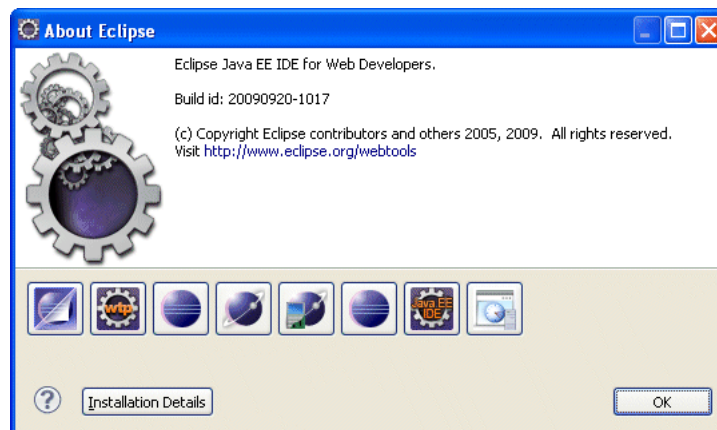 About Eclipse
Eclipse Java EE IDE for Web Developers.
Build id: 20090920-1017
(c) Copyright Eclipse contributors and others 2005, 2009.  All rights reserved.
Visit http://www.eclipse.org/webtools
wtp
Java EE
IDE
?
Installation Details
OK